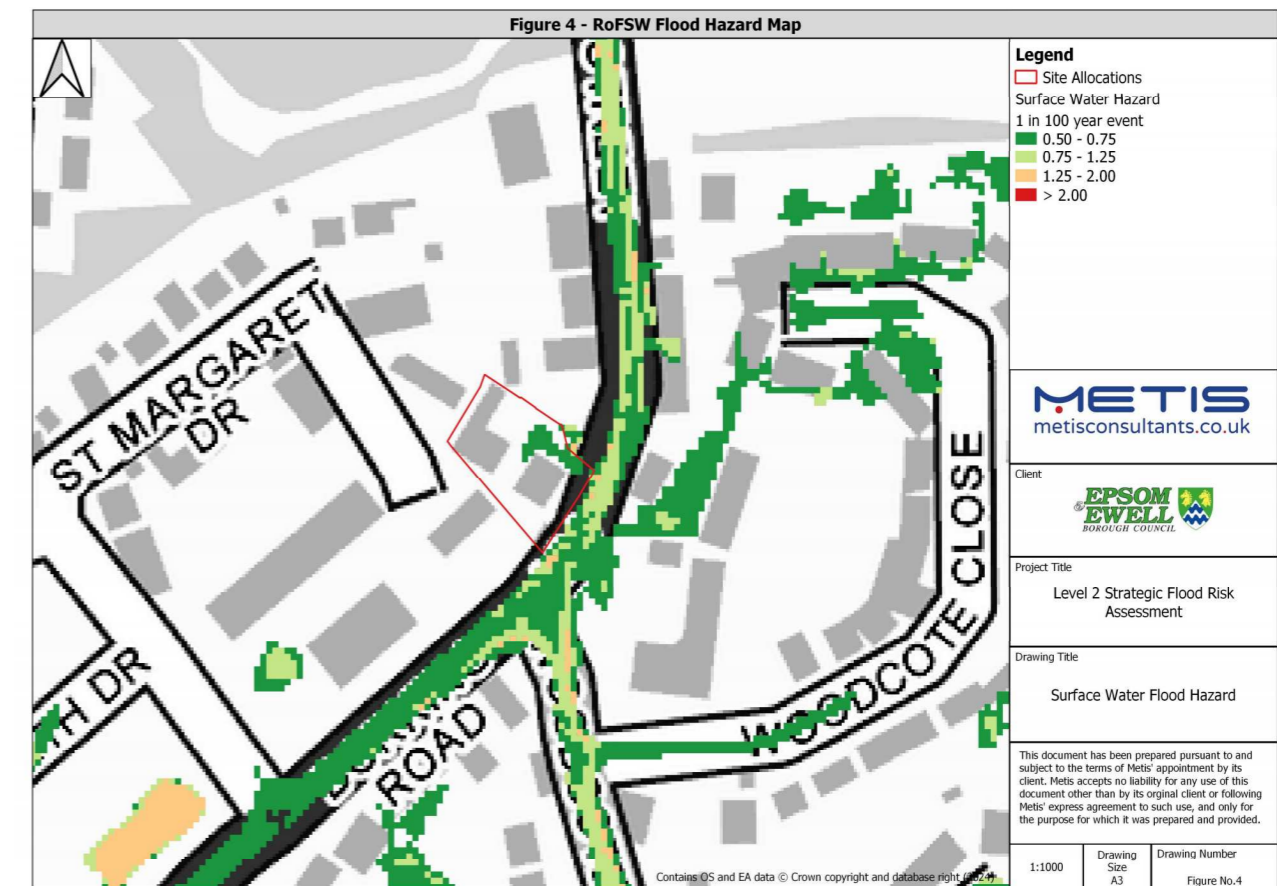 Figure 4 - RoFSW Flood Hazard Map
Legend
Site Allocations
Surface Water Hazard
1 in 100 year event
0.50 - 0.75
0.75 - 1.25
1.25 - 2.00
> 2.00
METIS
metisconsultants.co.uk
Client
EPSOM
& EWELL
BOROUGH COUNCIL
Project Title
Level 2 Strategic Flood Risk
Assessment
Drawing Title
Surface Water Flood Hazard
This document has been prepared pursuant to and
subject to the terms of Metis' appointment by its
client. Metis accepts no liability for any use of this
document other than by its orginal client or following
Metis' express agreement to such use, and only for
the purpose for which it was prepared and provided.
1:1000
Drawing
Size
A3
Drawing Number
Figure No.4
ST MARGARET
DR
TH DR
ROAD
WOODCOTE CLOSE
Contains OS and EA data © Crown copyright and database right (2024)